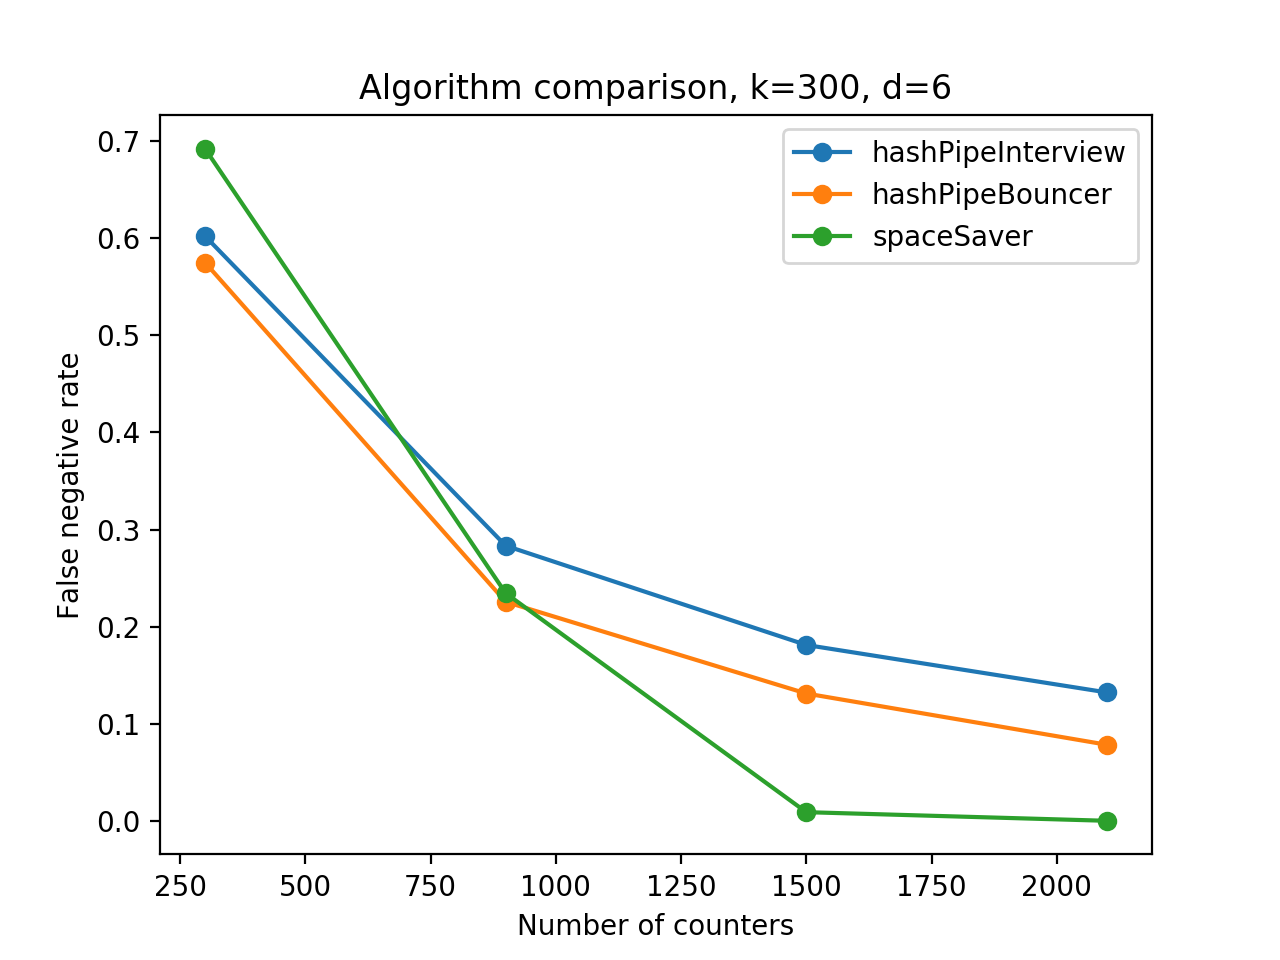 Algorithm comparison, k=300, d=6
hashPipeInterview
hashPipeBouncer
spaceSaver
False negative rate
0.7
0.6
0.5
0.4
0.3
0.2
0.1
0.0
250 500 750 1000 1250 1500 1750 2000
Number of counters